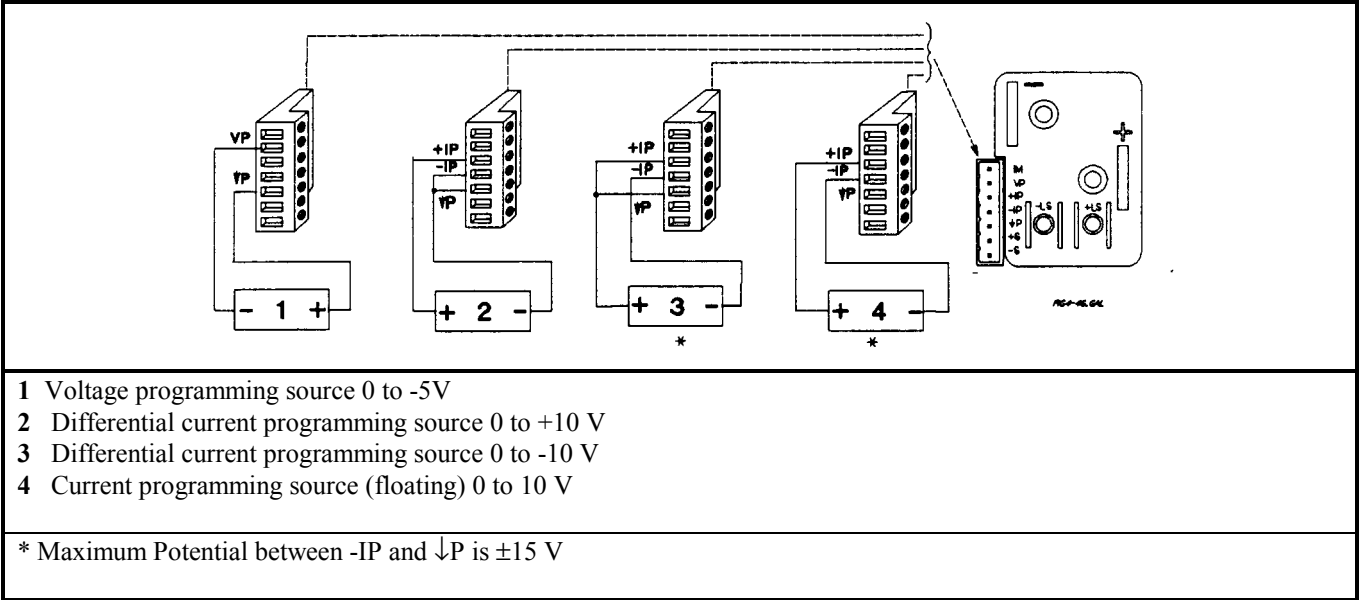 VP
↓P
- 1 +
+IP
-IP
↓P
+ 2 -
+IP
-IP
↓P
+ 3 -
*
+IP
-IP
↓P
+ 4 -
*
-
+
IM
VP
+IP
-IP
↓P
+S
-S
-LS
+LS
1 Voltage programming source 0 to -5V
2 Differential current programming source 0 to +10 V
3 Differential current programming source 0 to -10 V
4 Current programming source (floating) 0 to 10 V
* Maximum Potential between -IP and ↓P is ±15 V